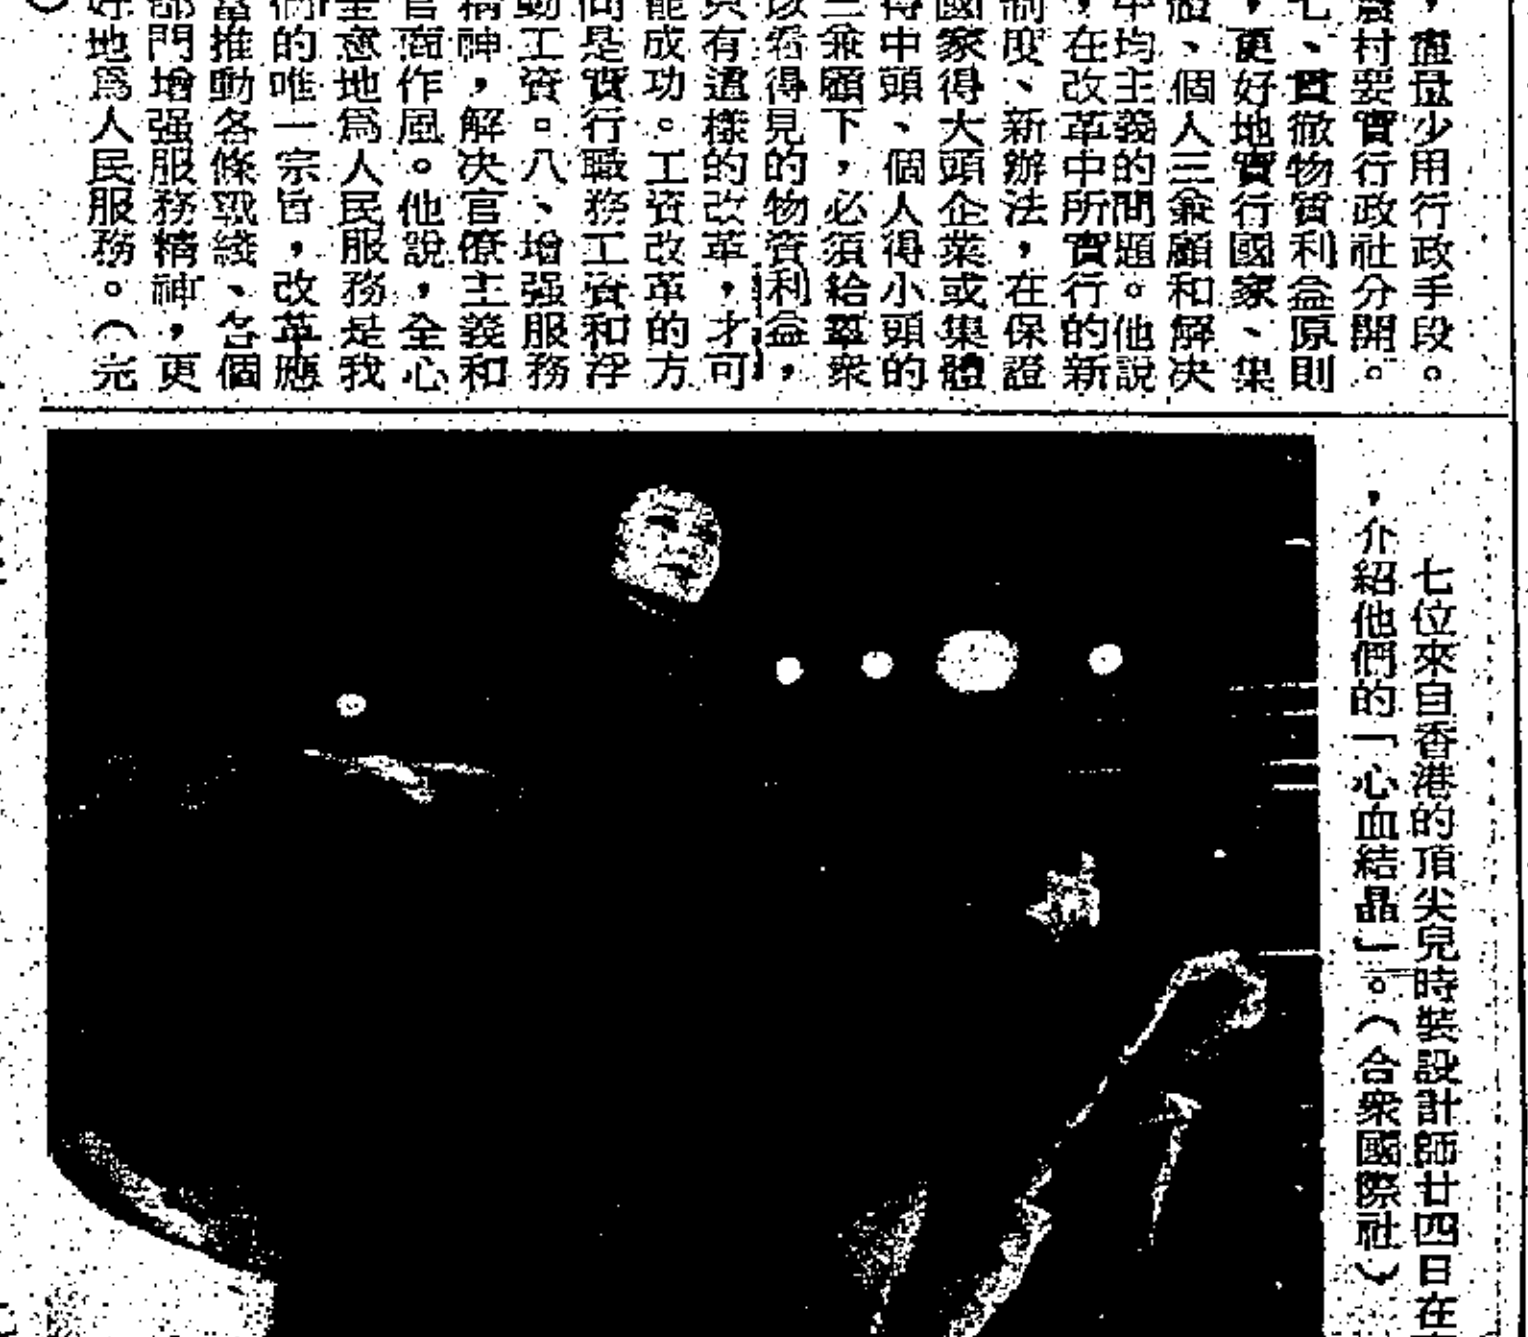 ，盡量少用行政手段。
農村要實行政社分開。
七、貫徹物質利益原則
，更好地實行國家、集
體、個人三兼顧和解決
中均主義的問題。他說
，在改革中所實行的新
制度、新辦法，在保證
國家得大頭企業或集體
得中頭、個人得小頭的
三兼顧下，必須給羣衆
以看得見的物資利益，
只有這樣的改革，才可
能成功。工資改革的方
向是實行職務工資和浮
動工資。八、增强服務
精神，解決官僚主義和
官商作風。他說，全心
全意地爲人民服務是我
們的唯一宗旨，改革應
當推動各條戰綫、各個
部門增强服務精神，更
好地爲人民服務。（完
）
七位來自香港的頂尖兒時裝設計師廿四日在
，介紹他們的「心血結晶」。（合衆國際社）